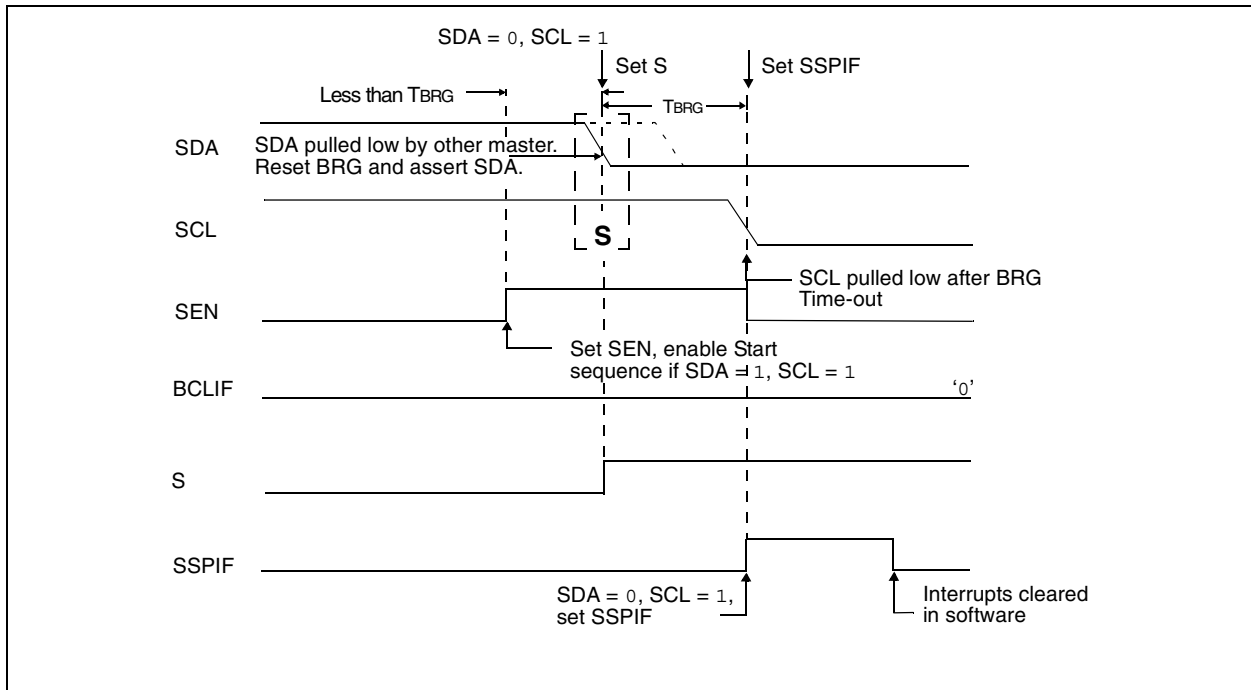 SDA = 0, SCL = 1
Set S
Set SSPIF
Less than TBRG
TBRG
SDA
SDA pulled low by other master.
Reset BRG and assert SDA.
SCL
S
SCL pulled low after BRG
Time-out
SEN
Set SEN, enable Start
sequence if SDA = 1, SCL = 1
BCLIF
‘0’
S
SSPIF
SDA = 0, SCL = 1,
set SSPIF
Interrupts cleared
in software